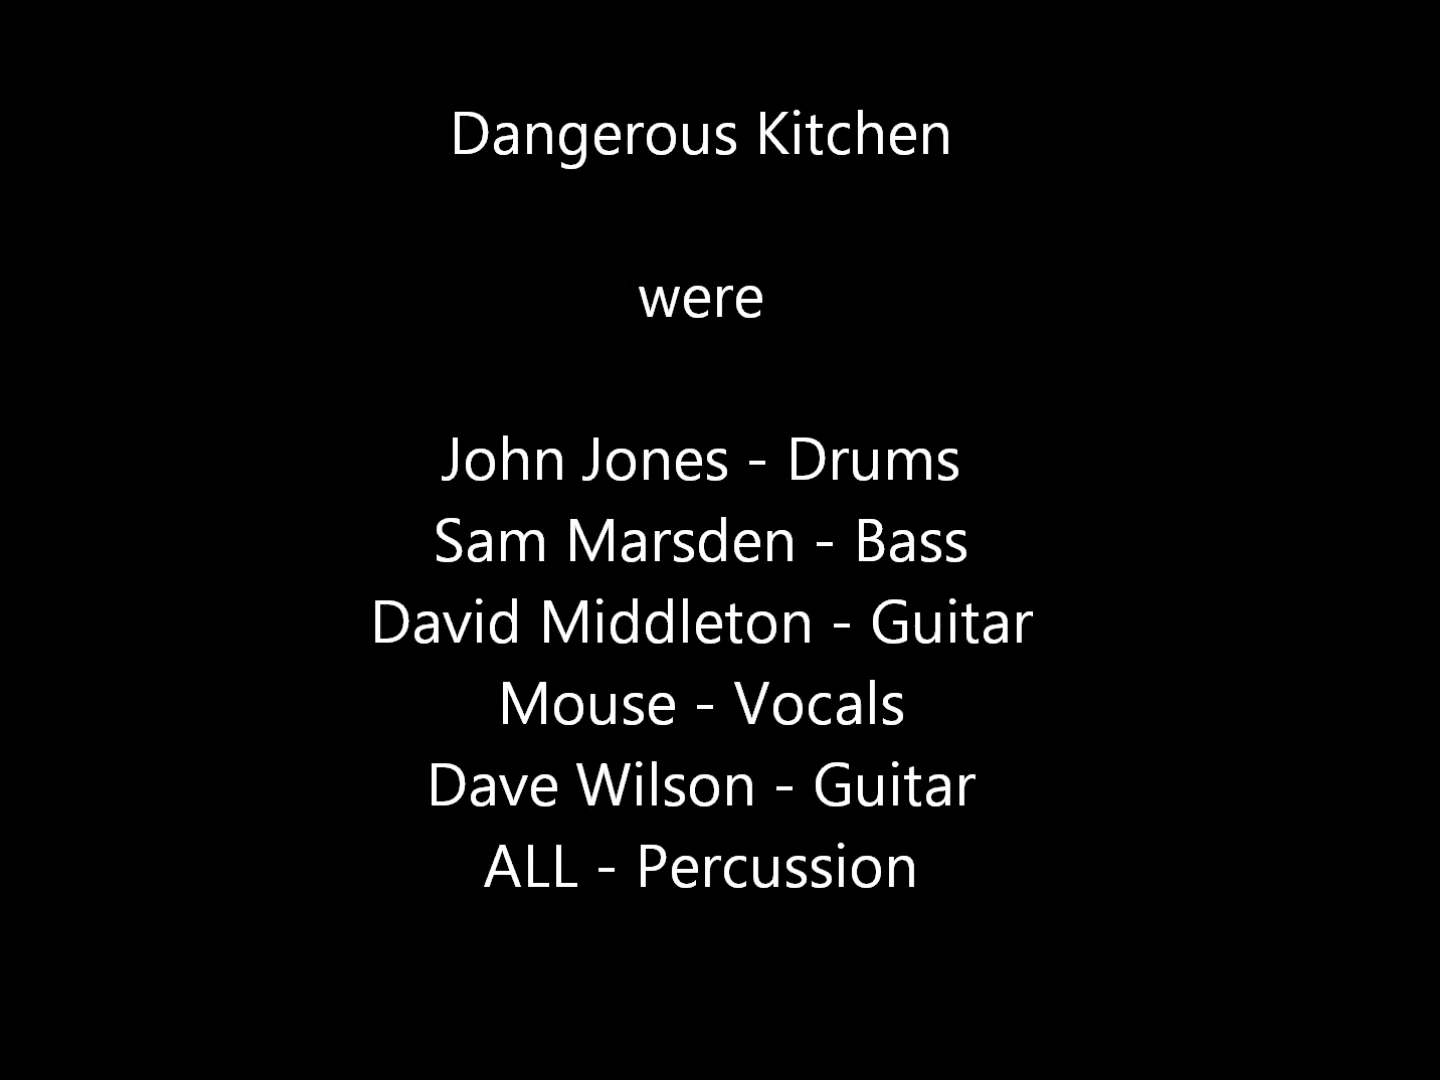 Dangerous Kitchen
were
John Jones - Drums
Sam Marsden - Bass
David Middleton - Guitar
Mouse - Vocals
Dave Wilson - Guitar
ALL - Percussion